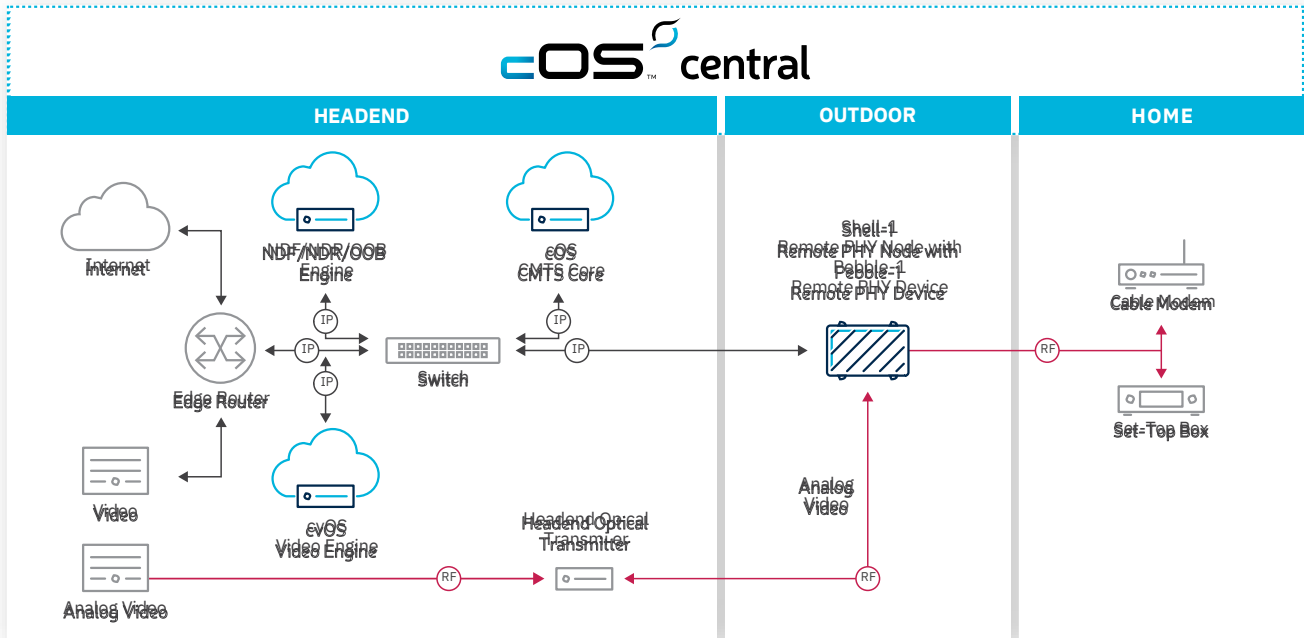 cOS™ central
HEADEND
OUTDOOR
HOME
Internet
NDF/NDR/OOB
Engine
cOS
CMTS Core
Shell-1
Remote PHY Node with
Pebble-1
Remote PHY Device
Cable Modem
IP
IP
IP
IP
IP
RF
Switch
Edge Router
Set-Top Box
Video
cvOS
Video Engine
Headend Optical
Transmitter
Analog
Video
RF
RF
Analog Video